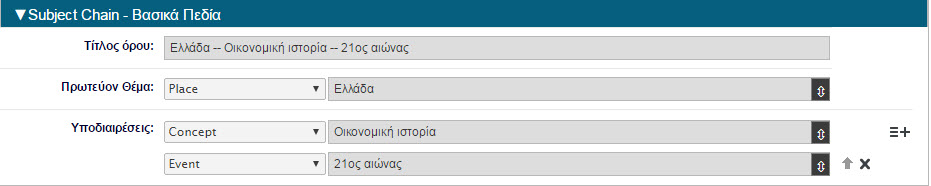 ▼Subject Chain - Βασικά Πεδία
Τίτλος όρου: Ελλάδα -- Οικονομική ιστορία -- 21ος αιώνας
Πρωτεύον Θέμα: Place Ελλάδα
Υποδιαιρέσεις: Concept Οικονομική ιστορία
Event 21ος αιώνας